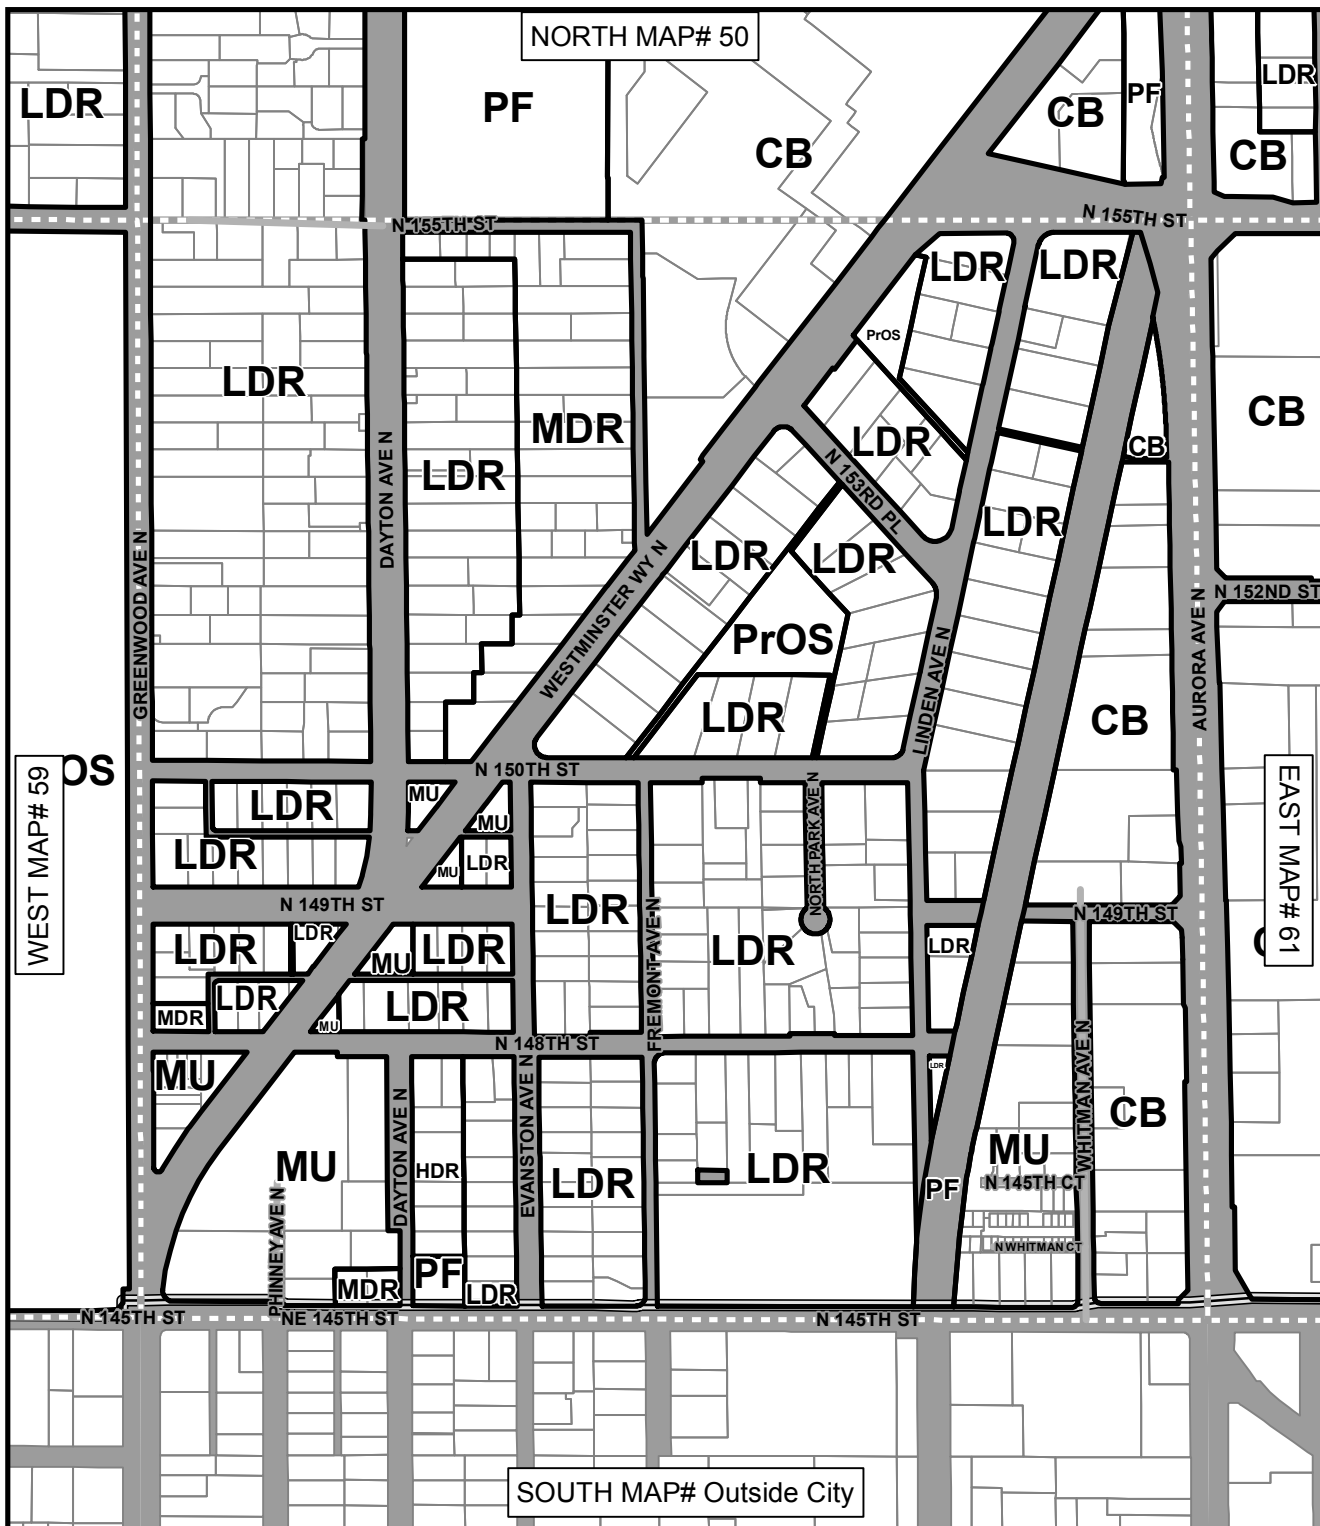 NORTH MAP# 50
LDR
PF
CB
CB
PF
LDR
CB
N 155TH ST
N 155TH ST
LDR
LDR
PrOS
LDR
MDR
LDR
LDR
CB
CB
DAYTON AVE N
N 153RD PL
LDR
GREENWOOD AVE N
LDR
LDR
WESTMINSTER WY N
PrOS
N 152ND ST
LINDEN AVE N
AURORA AVE N
LDR
CB
WEST MAP# 59
OS
N 150TH ST
EAST MAP# 61
LDR
MU
MU
NORTH PARK AVE N
LDR
MU
LDR
N 149TH ST
LDR
FREMONT AVE N
N 149TH ST
LDR
LDR
MU
LDR
LDR
LDR
LDR
MDR
MU
LDR
N 148TH ST
WHITMAN AVE N
MU
LDR
CB
DAYTON AVE N
EVANSTON AVE N
MU
HDR
LDR
LDR
MU
PF
N 145TH CT
PHINNEY AVE N
N WHITMAN CT
MDR
PF
LDR
N 145TH ST
NE 145TH ST
N 145TH ST
SOUTH MAP# Outside City